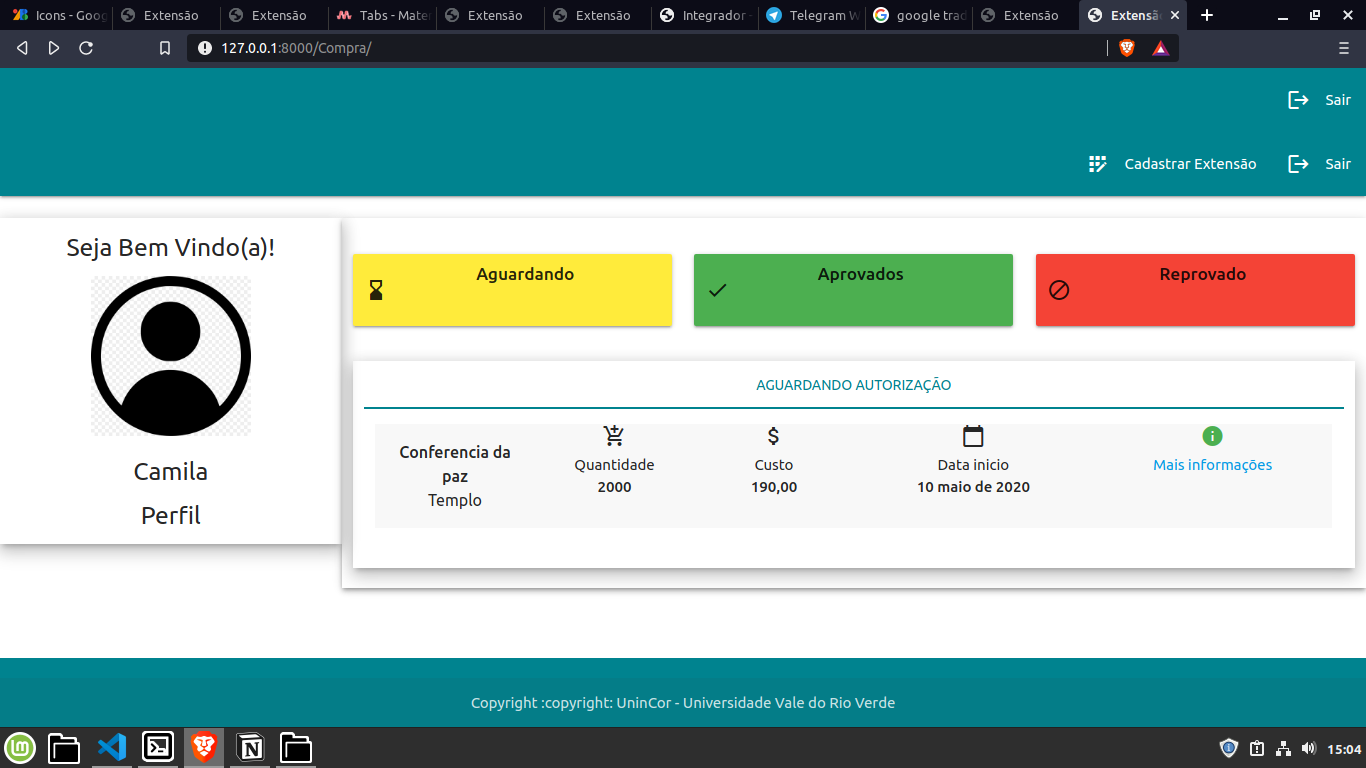 Icons - Goog
Extensão
Extensão
Tabs - Mater
Extensão
Extensão
Integrador -
Telegram W
google trad
Extensão
Extensão
127.0.0.1:8000/Compra/
Sair
Cadastrar Extensão
Sair
Seja Bem Vindo(a)!
Camila
Perfil
Aguardando
Aprovados
Reprovado
AGUARDANDO AUTORIZAÇÃO
Conferencia da
paz
Templo
Quantidade
2000
Custo
190,00
Data inicio
10 maio de 2020
Mais informações
Copyright :copyright: UninCor - Universidade Vale do Rio Verde
15:04